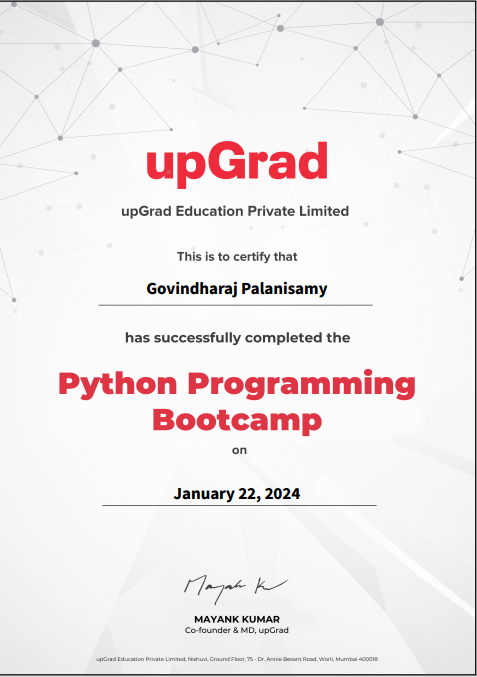 upGrad
upGrad Education Private Limited
This is to certify that
Govindharaj Palanisamy
has successfully completed the
Python Programming
Bootcamp
on
January 22, 2024
Mayank K
MAYANK KUMAR
Co-founder & MD, upGrad
upGrad Education Private Limited, Nishuvi, Ground Floor, 75 - Dr. Annie Besant Road, Worli, Mumbai 400018